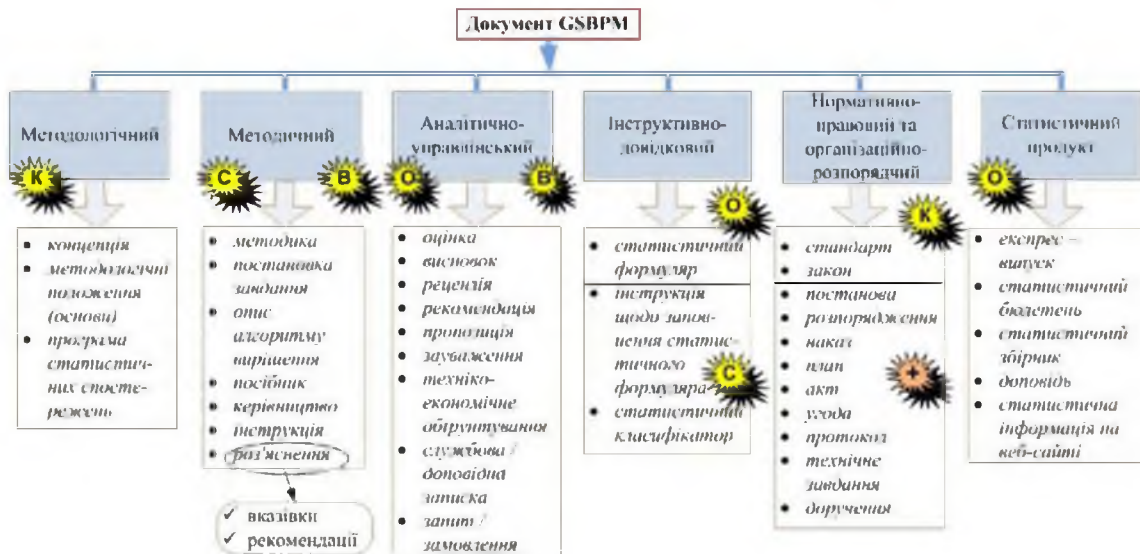 Документ GSBPM
Методологічний
К
концепція
методологічні
положення
(основи)
програма
статистич-
них спосте-
режень
Методичний
С
В
методика
постановка
завдання
опис
алгоритму
вирішення
посібник
керівництво
інструкція
роз'яснення
вказівки
рекомендації
Аналітично-
управлінський
О
В
оцінка
висновок
рецензія
рекомендація
пропозиція
зауваження
техніко-
економічне
обґрунтування
службова /
доповідна
записка
запит /
замовлення
Інструктивно-
довідковий
О
статистичний
формуляр
інструкція
щодо запов-
нення статис-
тичного
формуляра
С
статистичний
класифікатор
Нормативно-
правовий та
організаційно-
розпорядчий
К
стандарт
закон
постанова
розпорядження
наказ
план
+
акт
угода
протокол
технічне
завдання
доручення
Статистичний
продукт
О
експрес –
випуск
статистичний
бюлетень
статистичний
збірник
доповідь
статистична
інформація на
веб-сайті